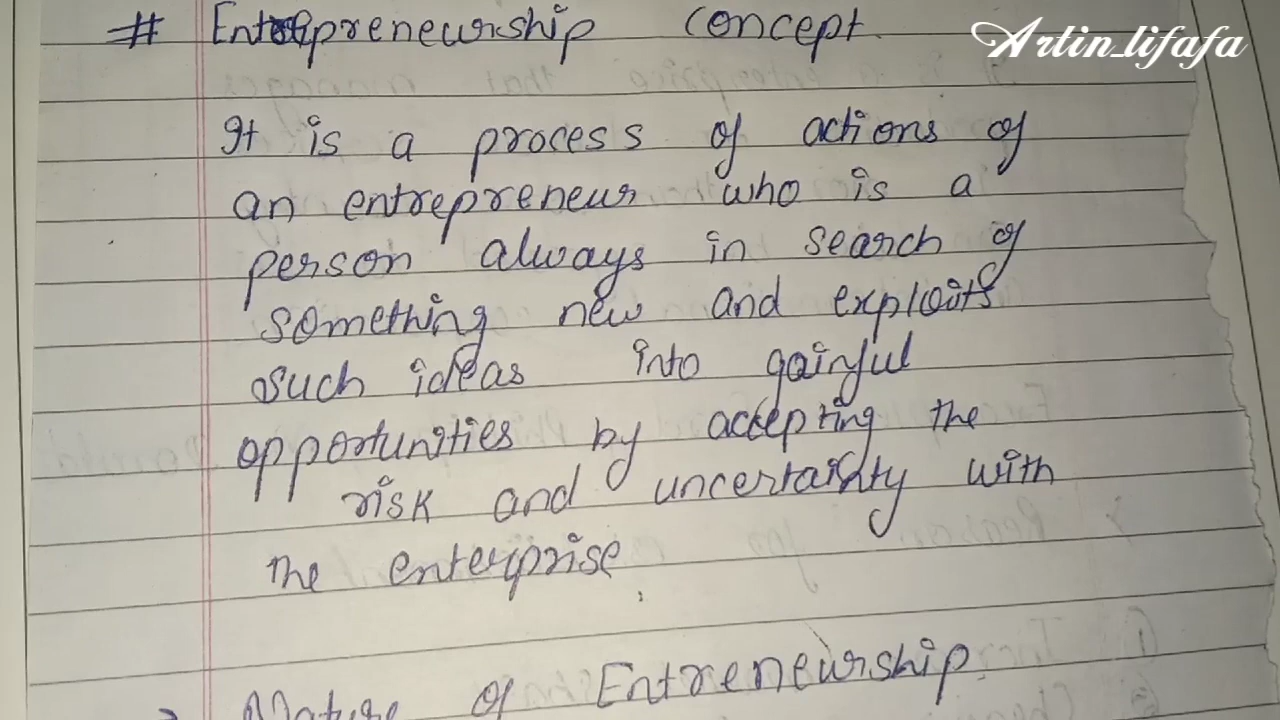 # Entrepreneurship concept.
Artin_lifafa
It is a process of actions of
an entrepreneur who is a
person always in search of
something new and exploits
such ideas into gainful
opportunities by accepting the
risk and uncertainty with
the enterprise
Nature of Entreneurship